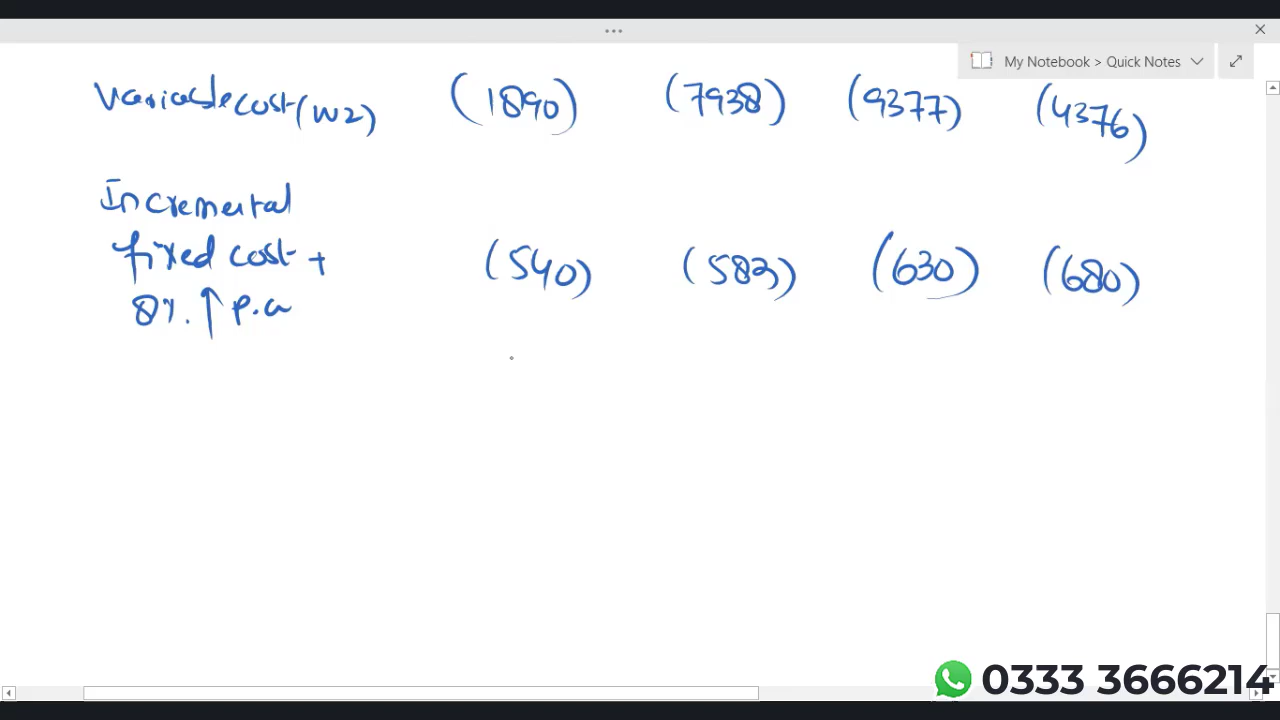 My Notebook > Quick Notes
Variable cost (W2) (1890) (7938) (9377) (4376)
Incremental
fixed cost + (540) (583) (630) (680)
8% ↑ p.a
0333 3666214